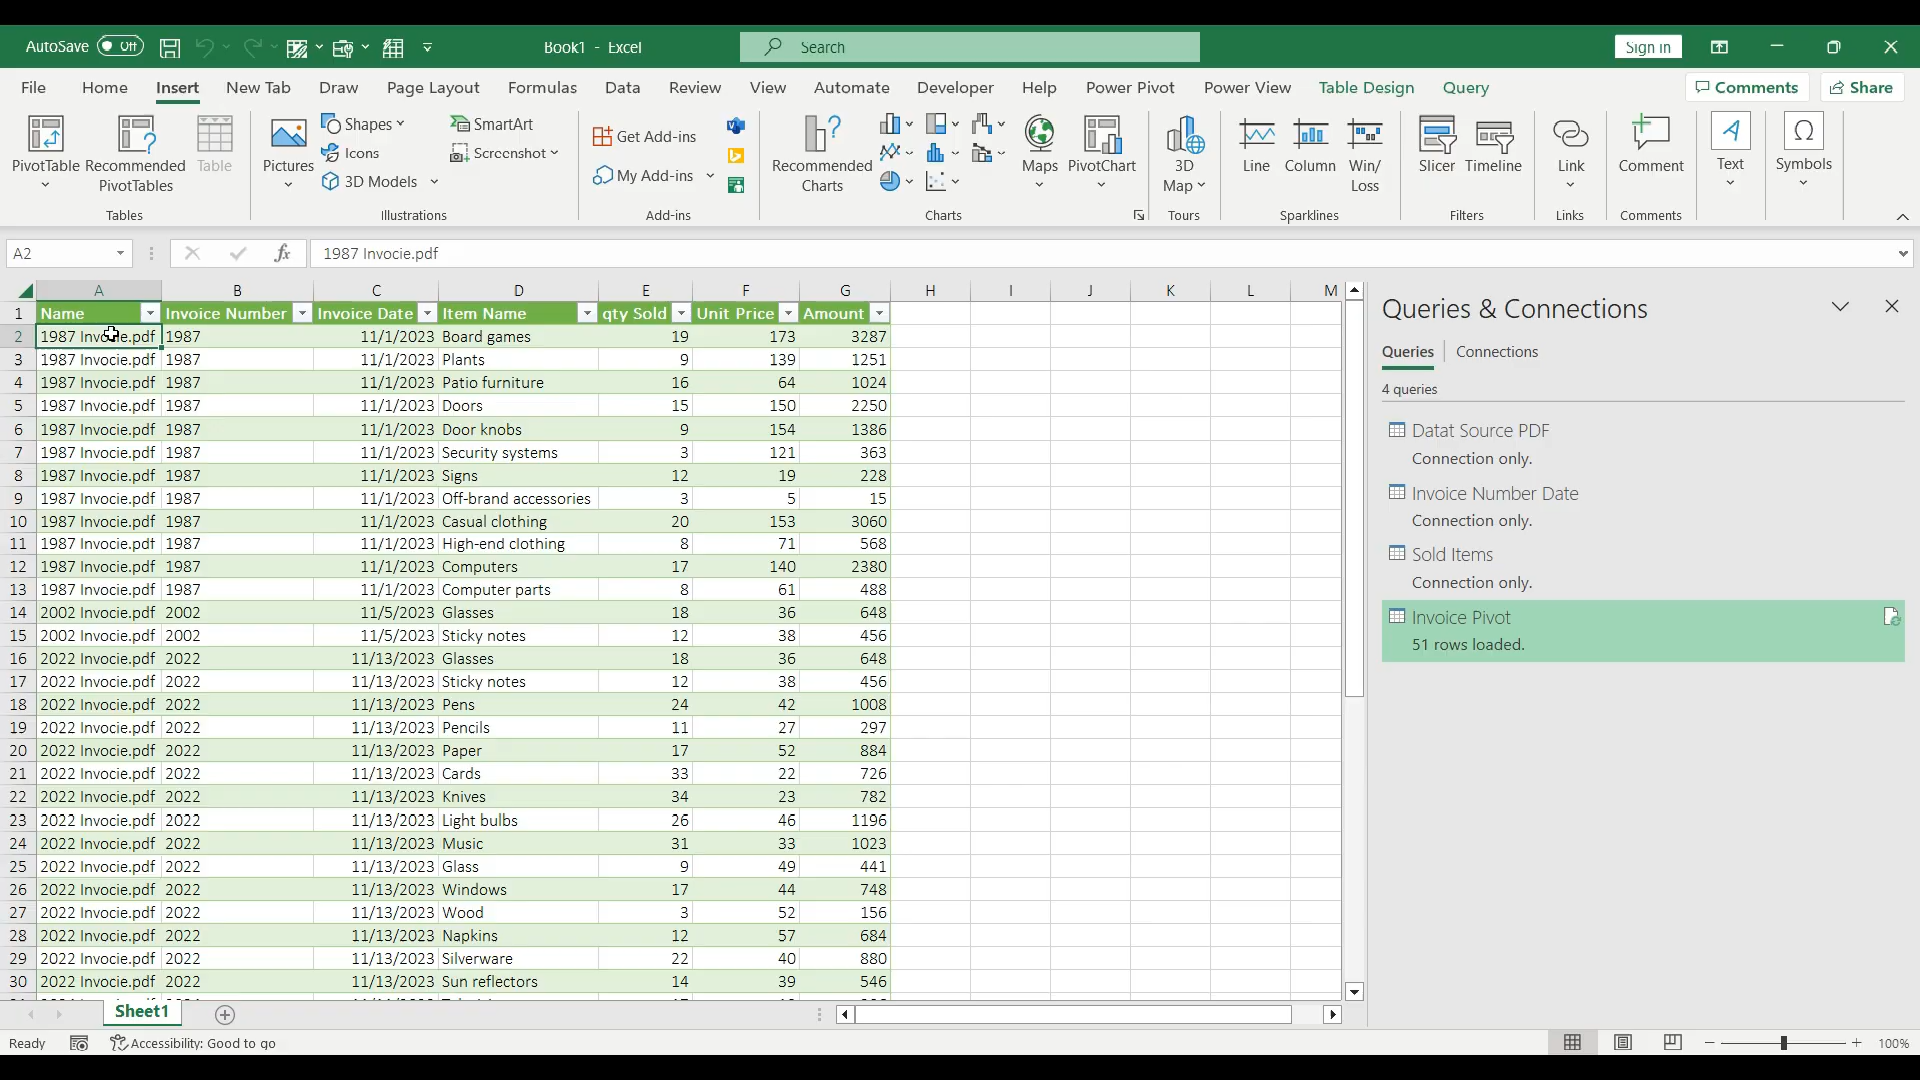 AutoSave Off Book1 - Excel Search Sign in
File Home Insert New Tab Draw Page Layout Formulas Data Review View Automate Developer Help Power Pivot Power View Table Design Query Comments Share
PivotTable
Recommended PivotTables
Table
Tables
Pictures
Shapes
Icons
3D Models
SmartArt
Screenshot
Illustrations
Get Add-ins
My Add-ins
Add-ins
Recommended Charts
Maps
PivotChart
Charts
3D Map
Tours
Line
Column
Win/ Loss
Sparklines
Slicer
Timeline
Filters
Link
Links
Comment
Comments
Text
Symbols
A2 fx 1987 Invocie.pdf
A B C D E F G H I J K L M
1 Name Invoice Number Invoice Date Item Name qty Sold Unit Price Amount
2 1987 Invocie.pdf 1987 11/1/2023 Board games 19 173 3287
3 1987 Invocie.pdf 1987 11/1/2023 Plants 9 139 1251
4 1987 Invocie.pdf 1987 11/1/2023 Patio furniture 16 64 1024
5 1987 Invocie.pdf 1987 11/1/2023 Doors 15 150 2250
6 1987 Invocie.pdf 1987 11/1/2023 Door knobs 9 154 1386
7 1987 Invocie.pdf 1987 11/1/2023 Security systems 3 121 363
8 1987 Invocie.pdf 1987 11/1/2023 Signs 12 19 228
9 1987 Invocie.pdf 1987 11/1/2023 Off-brand accessories 3 5 15
10 1987 Invocie.pdf 1987 11/1/2023 Casual clothing 20 153 3060
11 1987 Invocie.pdf 1987 11/1/2023 High-end clothing 8 71 568
12 1987 Invocie.pdf 1987 11/1/2023 Computers 17 140 2380
13 1987 Invocie.pdf 1987 11/1/2023 Computer parts 8 61 488
14 2002 Invocie.pdf 2002 11/5/2023 Glasses 18 36 648
15 2002 Invocie.pdf 2002 11/5/2023 Sticky notes 12 38 456
16 2022 Invocie.pdf 2022 11/13/2023 Glasses 18 36 648
17 2022 Invocie.pdf 2022 11/13/2023 Sticky notes 12 38 456
18 2022 Invocie.pdf 2022 11/13/2023 Pens 24 42 1008
19 2022 Invocie.pdf 2022 11/13/2023 Pencils 11 27 297
20 2022 Invocie.pdf 2022 11/13/2023 Paper 17 52 884
21 2022 Invocie.pdf 2022 11/13/2023 Cards 33 22 726
22 2022 Invocie.pdf 2022 11/13/2023 Knives 34 23 782
23 2022 Invocie.pdf 2022 11/13/2023 Light bulbs 26 46 1196
24 2022 Invocie.pdf 2022 11/13/2023 Music 31 33 1023
25 2022 Invocie.pdf 2022 11/13/2023 Glass 9 49 441
26 2022 Invocie.pdf 2022 11/13/2023 Windows 17 44 748
27 2022 Invocie.pdf 2022 11/13/2023 Wood 3 52 156
28 2022 Invocie.pdf 2022 11/13/2023 Napkins 12 57 684
29 2022 Invocie.pdf 2022 11/13/2023 Silverware 22 40 880
30 2022 Invocie.pdf 2022 11/13/2023 Sun reflectors 14 39 546
Queries & Connections
Queries Connections
4 queries
Datat Source PDF
Connection only.
Invoice Number Date
Connection only.
Sold Items
Connection only.
Invoice Pivot
51 rows loaded.
Sheet1
Ready Accessibility: Good to go 100%